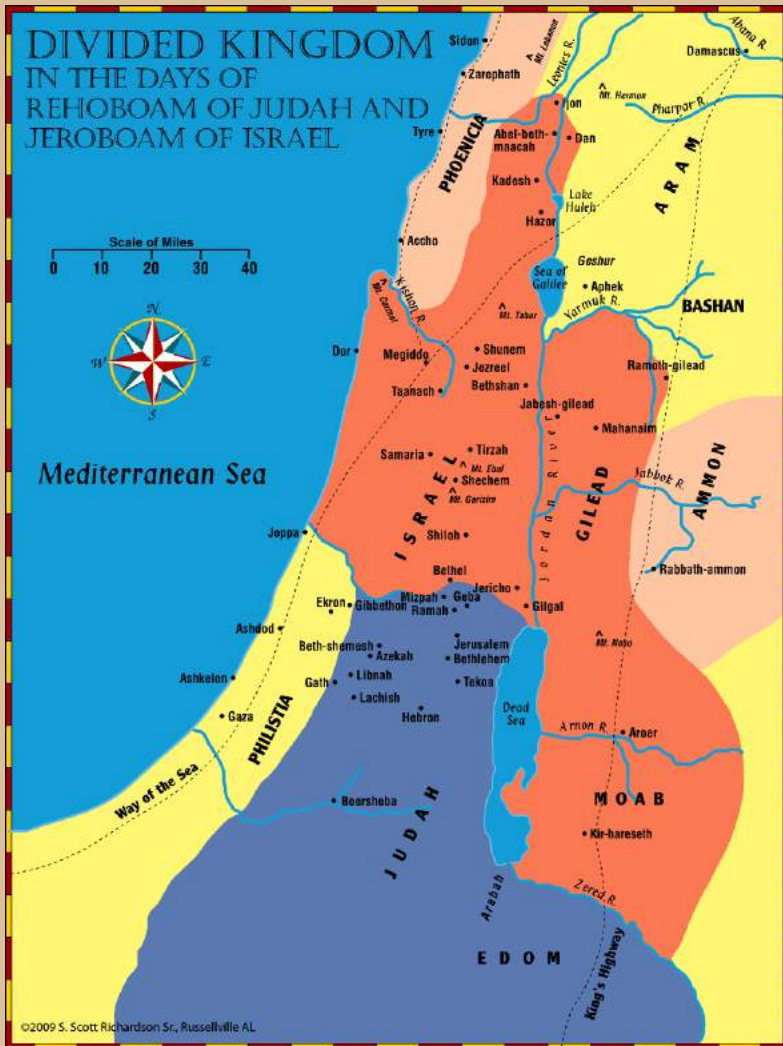 DIVIDED KINGDOM
IN THE DAYS OF
REHOBOAM OF JUDAH AND
JEROBOAM OF ISRAEL
Scale of Miles
0 10 20 30 40
N
W E
S
Mediterranean Sea
Sidon
Mt. Lebanon
Leontes R.
Abana R.
Damascus
Zarephath
Ijon
Mt. Hermon
Pharpar R.
Tyre
Abel-beth-
maacah
Dan
PHOENICIA
ARAM
Kadesh
Lake
Huleh
Hazor
Accho
Kishon R.
Mt. Carmel
Sea of
Galilee
Geshur
Aphek
Yarmuk R.
BASHAN
Mt. Tabor
Dor
Megiddo
Shunem
Jezreel
Ramoth-gilead
Taanach
Bethshan
Jabesh-gilead
Mahanaim
Samaria
Tirzah
Mt. Ebal
Shechem
Mt. Gerizim
ISRAEL
Jordan River
GILEAD
Jabbok R.
AMMON
Joppa
Shiloh
Rabbath-ammon
Bethel
Jericho
Mizpah
Geba
Ramah
Gilgal
Ekron
Gibbethon
Ashdod
Beth-shemesh
Jerusalem
Mt. Nebo
Azekah
Bethlehem
Ashkelon
Gath
Libnah
Tekoa
Lachish
Hebron
Dead
Sea
Gaza
PHILISTIA
Arnon R.
Aroer
Way of the Sea
Beersheba
MOAB
JUDAH
Kir-hareseth
Arabah
Zered R.
EDOM
King's Highway
©2009 S. Scott Richardson Sr., Russellville AL